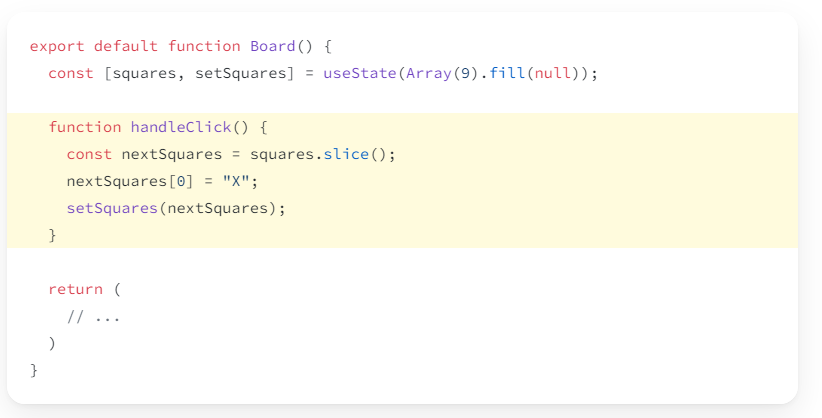 export default function Board() {
  const [squares, setSquares] = useState(Array(9).fill(null));
  function handleClick() {
    const nextSquares = squares.slice();
    nextSquares[0] = "X";
    setSquares(nextSquares);
  }
  return (
    // ...
  )
}